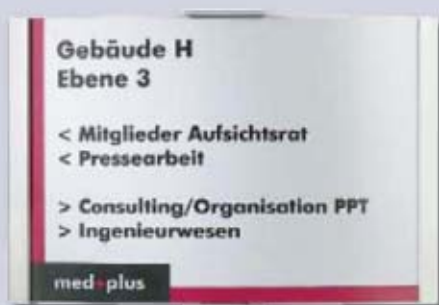 Gebäude H
Ebene 3
< Mitglieder Aufsichtsrat
< Pressearbeit
> Consulting/Organisation PPT
> Ingenieurwesen
med+plus